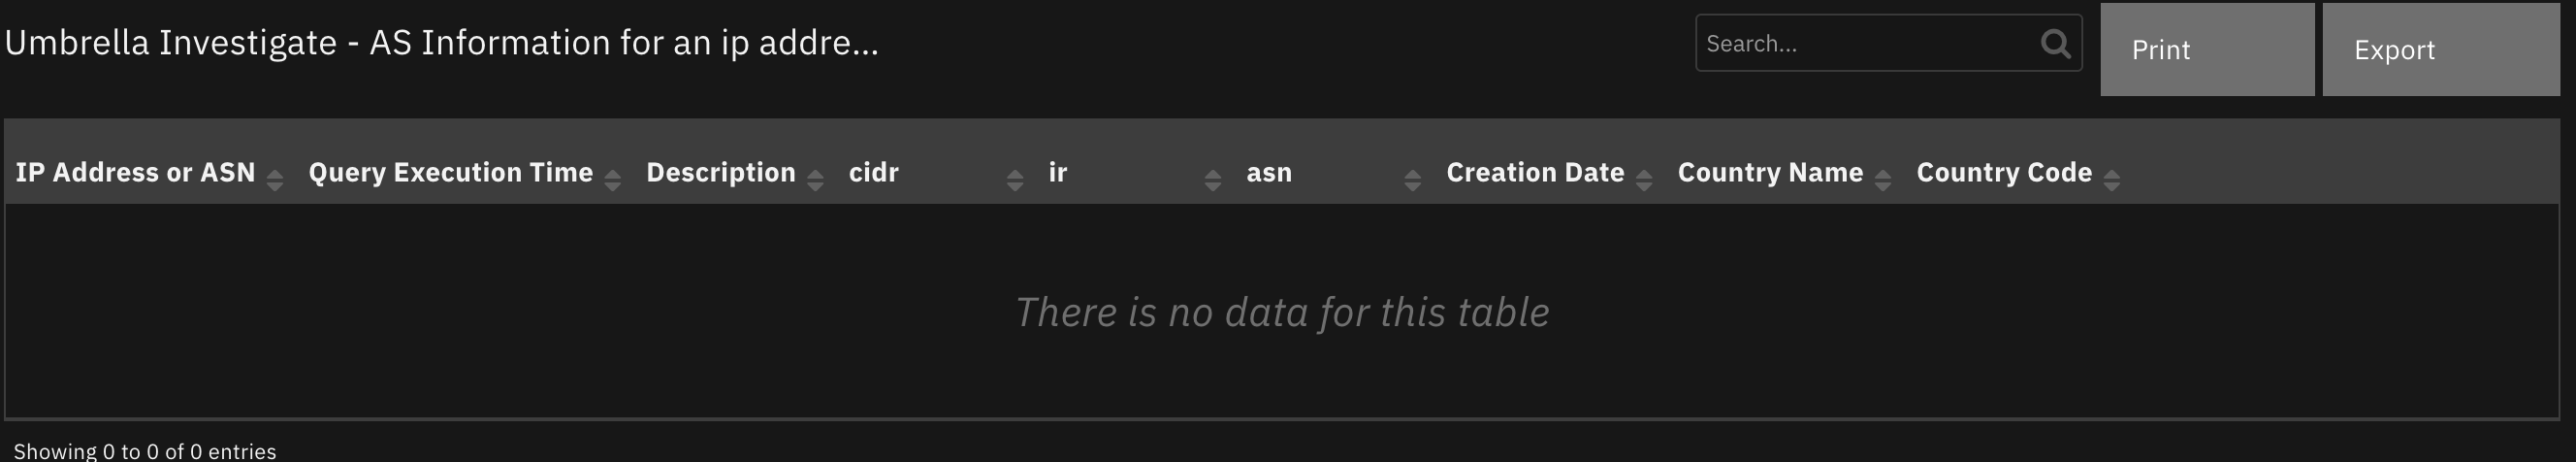 Umbrella Investigate - AS Information for an ip addre...
Search...
Print
Export
IP Address or ASN Query Execution Time Description cidr ir asn Creation Date Country Name Country Code
There is no data for this table
Showing 0 to 0 of 0 entries